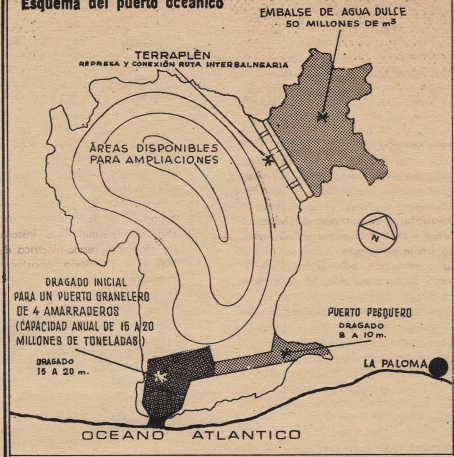 Esquema del puerto oceánico
EMBALSE DE AGUA DULCE
50 MILLONES DE m³
TERRAPLÈN
REPRESA Y CONEXIÓN RUTA INTERBALNEARIA
ÀREAS DISPONIBLES
PARA AMPLIACIONES
N
DRAGADO INICIAL
PARA UN PUERTO GRANELERO
DE 4 AMARRADEROS
(CAPACIDAD ANUAL DE 15 A 20
MILLONES DE TONELADAS)
DRAGADO
15 A 20 m.
PUERTO PESQUERO
DRAGADO
8 A 10 m.
LA PALOMA
OCEANO ATLANTICO